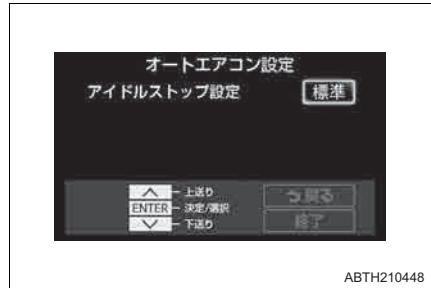 オートエアコン設定
アイドルストップ設定 標準
上送り
ENTER 決定/選択
下送り
戻る
終了
ABTH210448